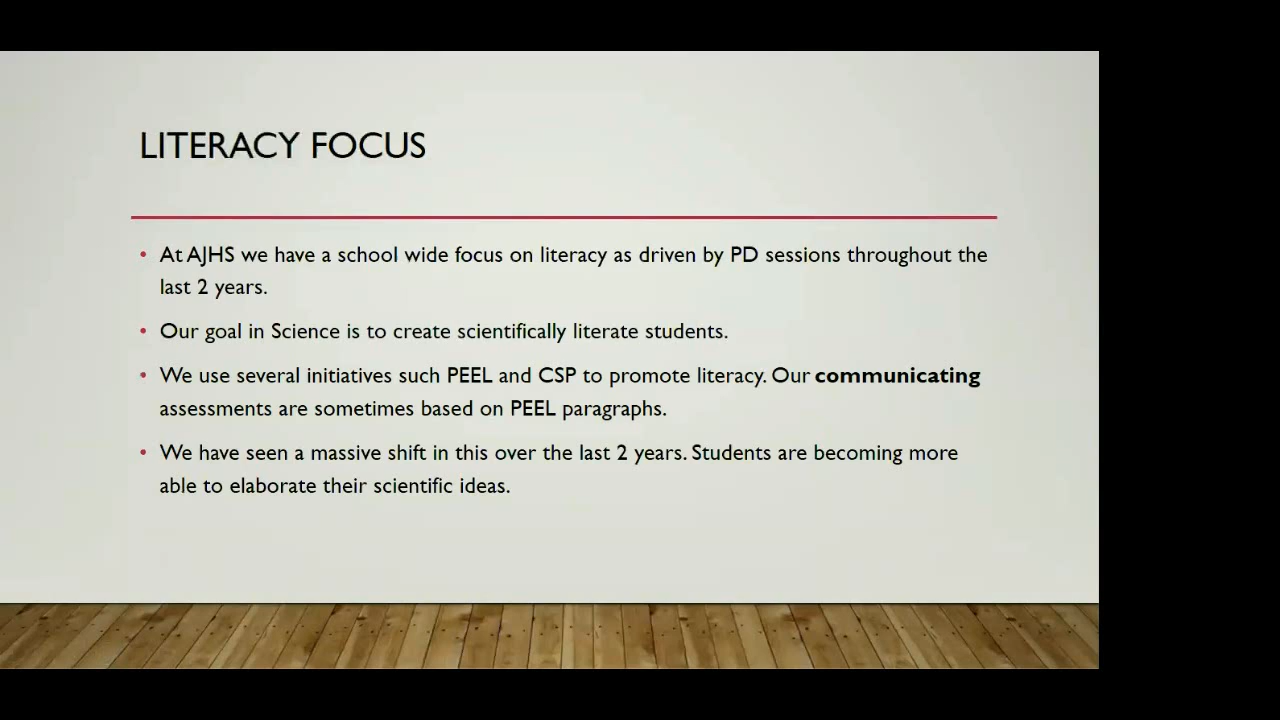 LITERACY FOCUS
• At AJHS we have a school wide focus on literacy as driven by PD sessions throughout the
last 2 years.
• Our goal in Science is to create scientifically literate students.
• We use several initiatives such PEEL and CSP to promote literacy. Our communicating
assessments are sometimes based on PEEL paragraphs.
• We have seen a massive shift in this over the last 2 years. Students are becoming more
able to elaborate their scientific ideas.